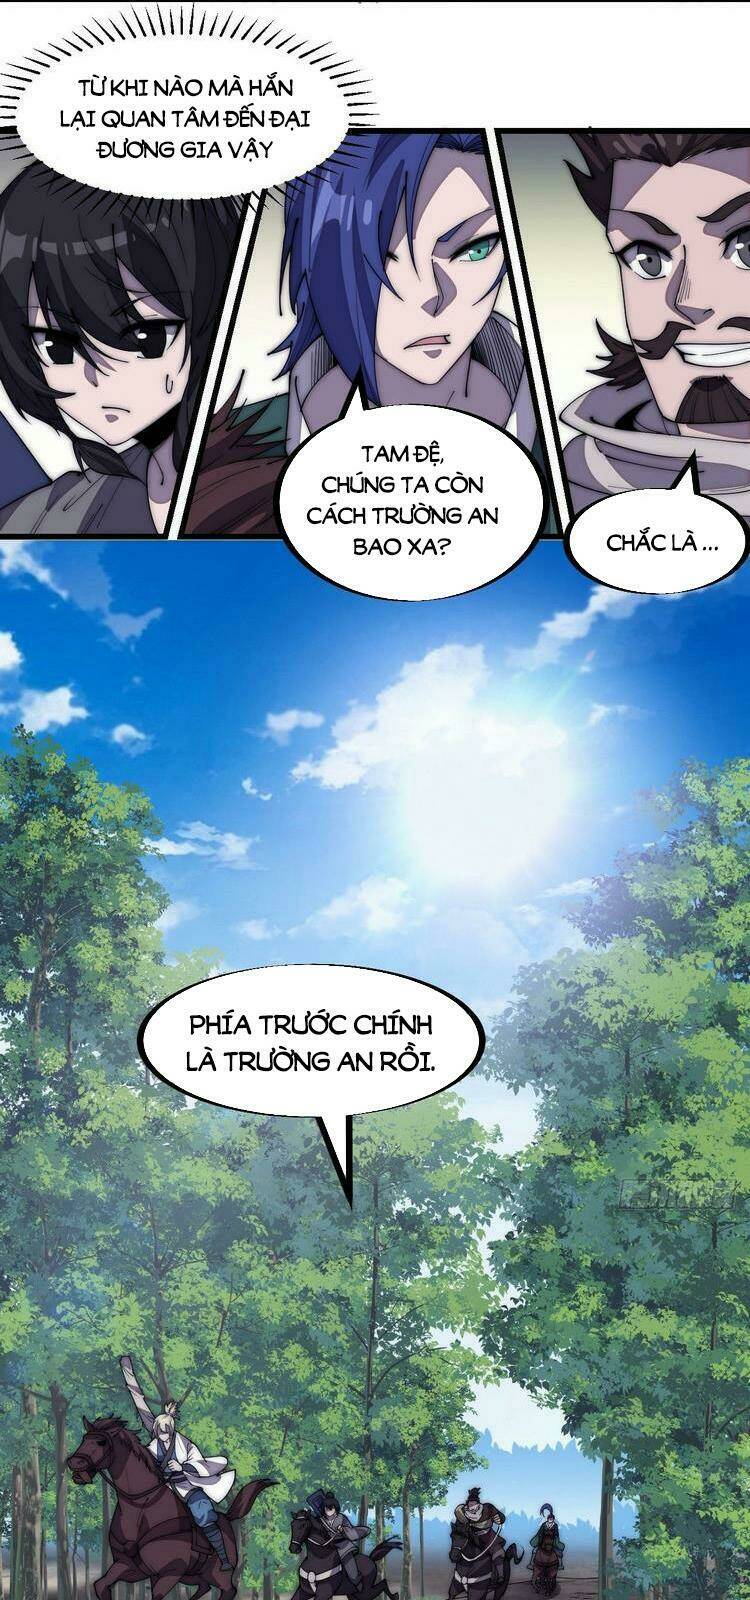 TỪ KHI NÀO MÀ HẮN
LẠI QUAN TÂM ĐẾN ĐẠI
ĐƯƠNG GIA VẬY
TAM ĐỆ,
CHÚNG TA CÒN
CÁCH TRƯỜNG AN
BAO XA?
CHẮC LÀ ...
PHÍA TRƯỚC CHÍNH
LÀ TRƯỜNG AN RỒI.